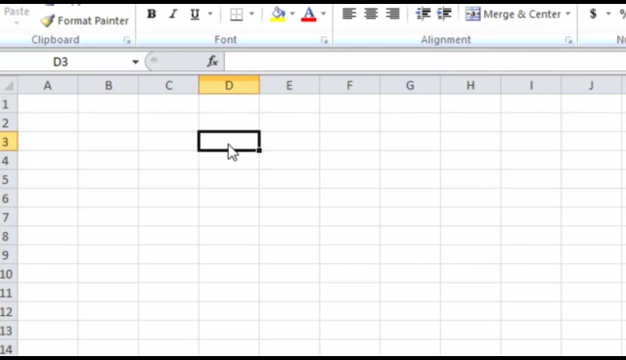 Paste
Format Painter
B I U A Merge & Center $ %
Clipboard Font Alignment
D3 fx
A B C D E F G H I J
1
2
3
4
5
6
7
8
9
10
11
12
13
14